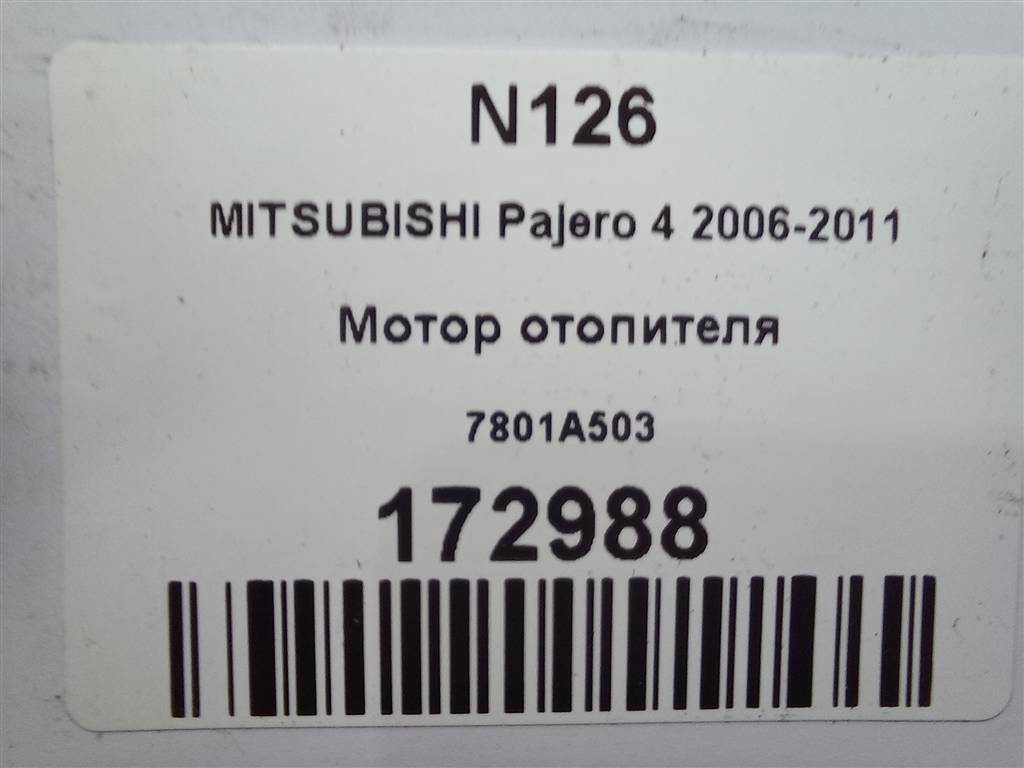 N126
MITSUBISHI Pajero 4 2006-2011
Мотор отопителя
7801A503
172988